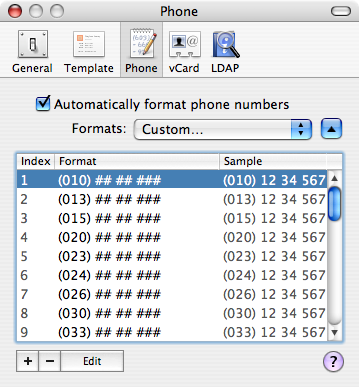 Phone
General Template Phone vCard LDAP
Automatically format phone numbers
Formats: Custom...
Index Format Sample
1 (010) ## ## ### (010) 12 34 567
2 (013) ## ## ### (013) 12 34 567
3 (015) ## ## ### (015) 12 34 567
4 (020) ## ## ### (020) 12 34 567
5 (023) ## ## ### (023) 12 34 567
6 (024) ## ## ### (024) 12 34 567
7 (026) ## ## ### (026) 12 34 567
8 (030) ## ## ### (030) 12 34 567
9 (033) ## ## ### (033) 12 34 567
+ − Edit ?